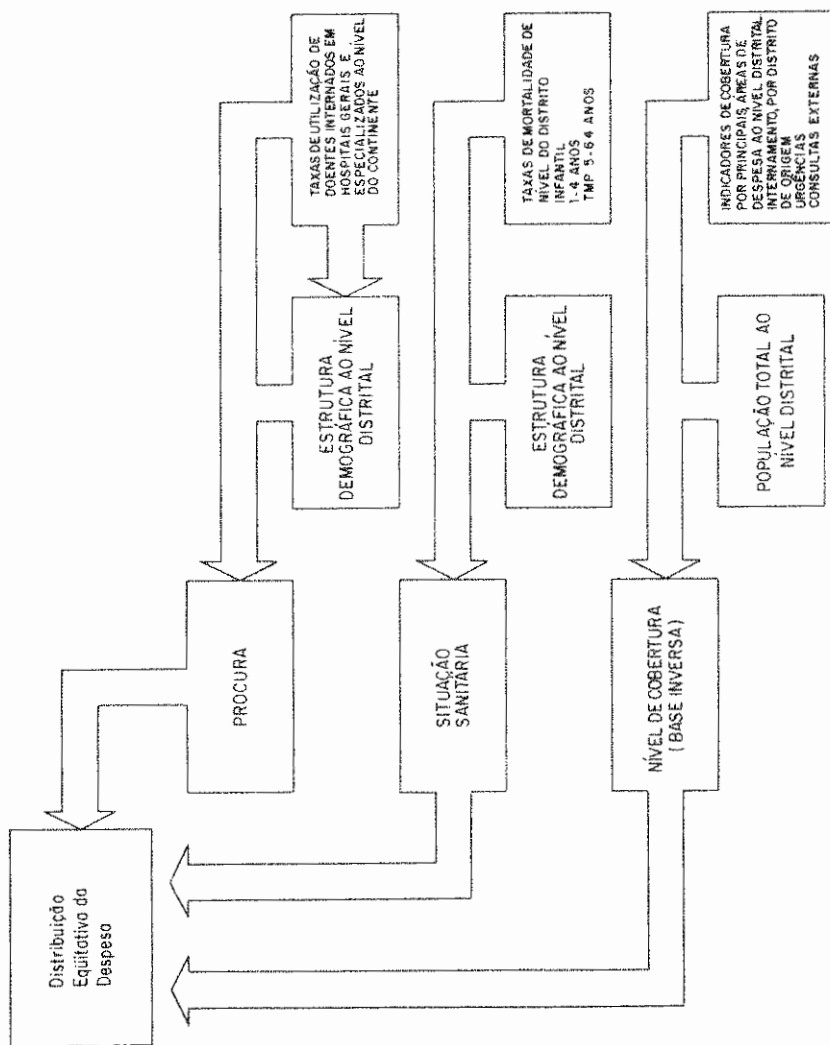 Distribuição
Eqüitativa da
Despesa
PROCURA
ESTRUTURA
DEMOGRÁFICA AO NÍVEL
DISTRITAL
TAXAS DE UTILIZAÇÃO DE
DOENTES INTERNADOS EM
HOSPITAIS GERAIS E
ESPECIALIZADOS AO NÍVEL
DO CONTINENTE
SITUAÇÃO
SANITÁRIA
ESTRUTURA
DEMOGRÁFICA AO NÍVEL
DISTRITAL
TAXAS DE MORTALIDADE DE
NÍVEL DO DISTRITO
INFANTIL
1-4 ANOS
TMP 5-64 ANOS
NÍVEL DE COBERTURA
(BASE INVERSA)
POPULAÇÃO TOTAL AO
NÍVEL DISTRITAL
INDICADORES DE COBERTURA
POR PRINCIPAIS, ÁREAS DE
DESPESA AO NÍVEL DISTRITAL
INTERNAMENTO, POR DISTRITO
DE ORIGEM
URGÊNCIAS
CONSULTAS EXTERNAS